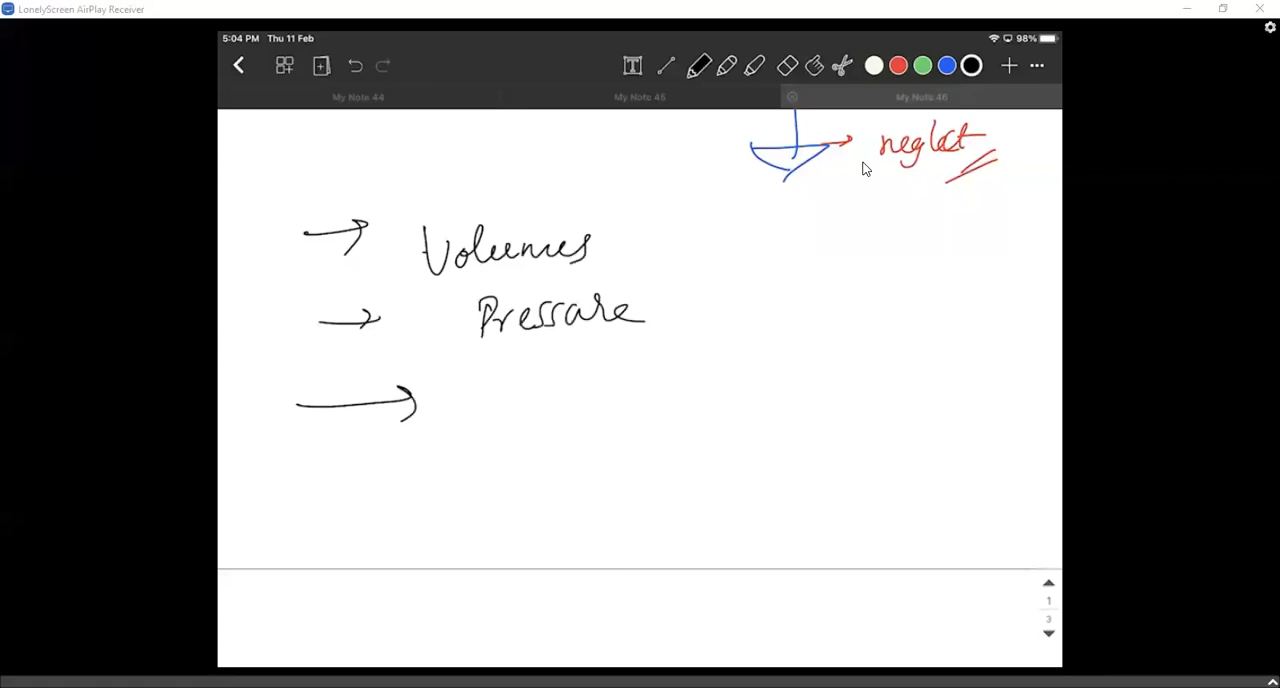 LonelyScreen AirPlay Receiver
5:04 PM Thu 11 Feb
98%
My Note 44
My Note 45
My Note 46
neglect
Volumes
Pressure
1
3